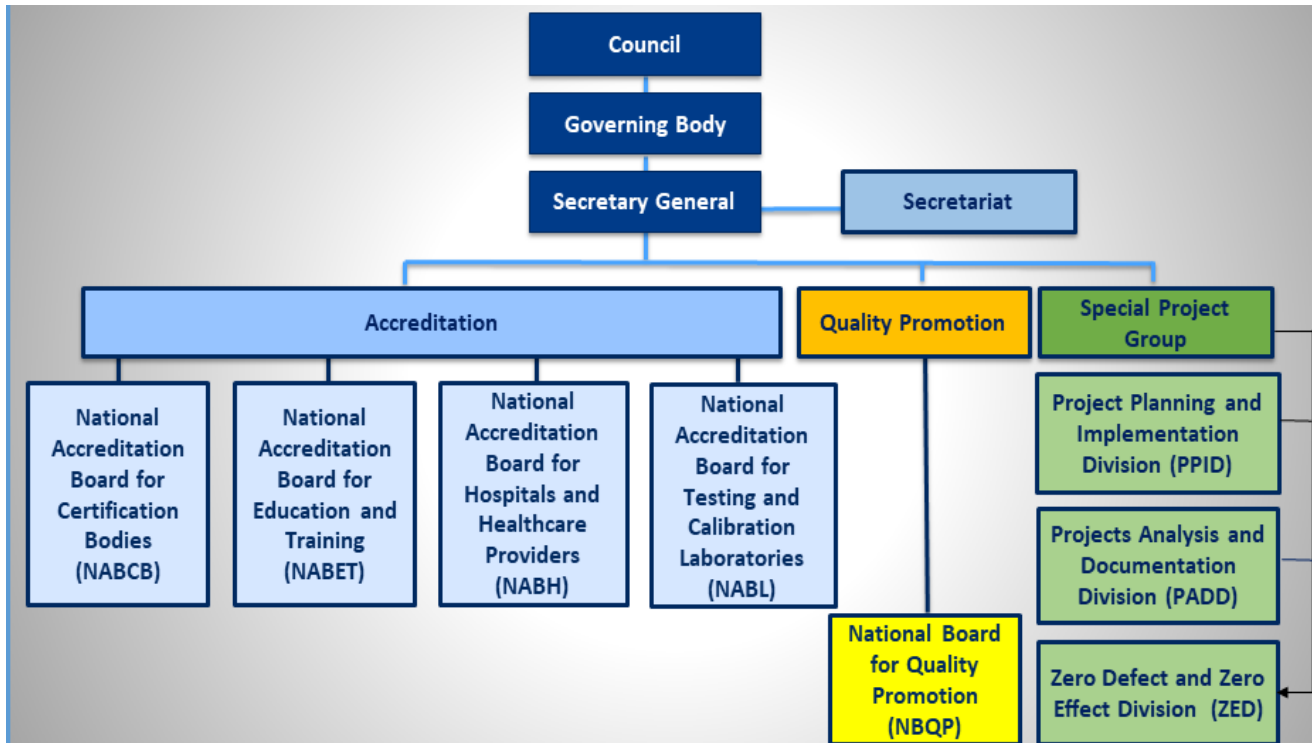 Council
Governing Body
Secretary General
Secretariat
Accreditation
Quality Promotion
Special Project
Group
National
Accreditation
Board for
Certification
Bodies
(NABCB)
National
Accreditation
Board for
Education and
Training
(NABET)
National
Accreditation
Board for
Hospitals and
Healthcare
Providers
(NABH)
National
Accreditation
Board for
Testing and
Calibration
Laboratories
(NABL)
National Board
for Quality
Promotion
(NBQP)
Project Planning and
Implementation
Division (PPID)
Projects Analysis and
Documentation
Division (PADD)
Zero Defect and Zero
Effect Division (ZED)